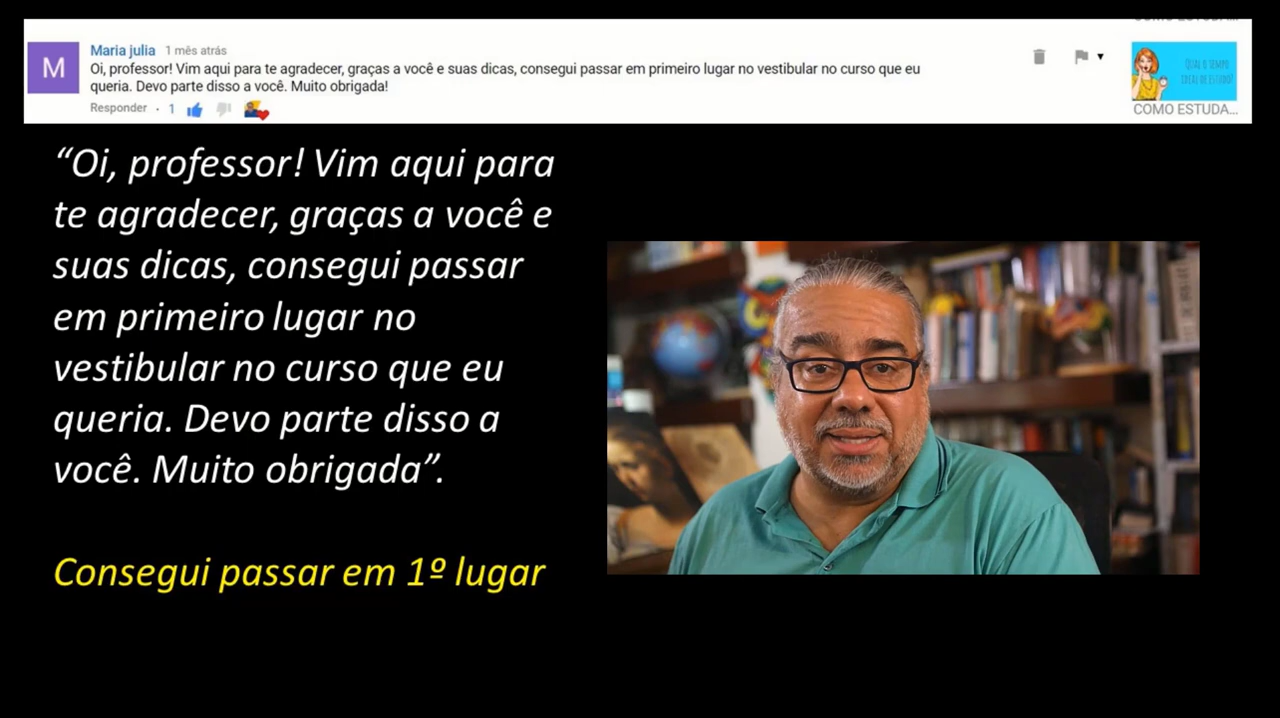 Maria julia 1 mês atrás
Oi, professor! Vim aqui para te agradecer, graças a você e suas dicas, consegui passar em primeiro lugar no vestibular no curso que eu
queria. Devo parte disso a você. Muito obrigada!
Responder · 1
M
COMO ESTUDA...
“Oi, professor! Vim aqui para
te agradecer, graças a você e
suas dicas, consegui passar
em primeiro lugar no
vestibular no curso que eu
queria. Devo parte disso a
você. Muito obrigada”.
Consegui passar em 1º lugar